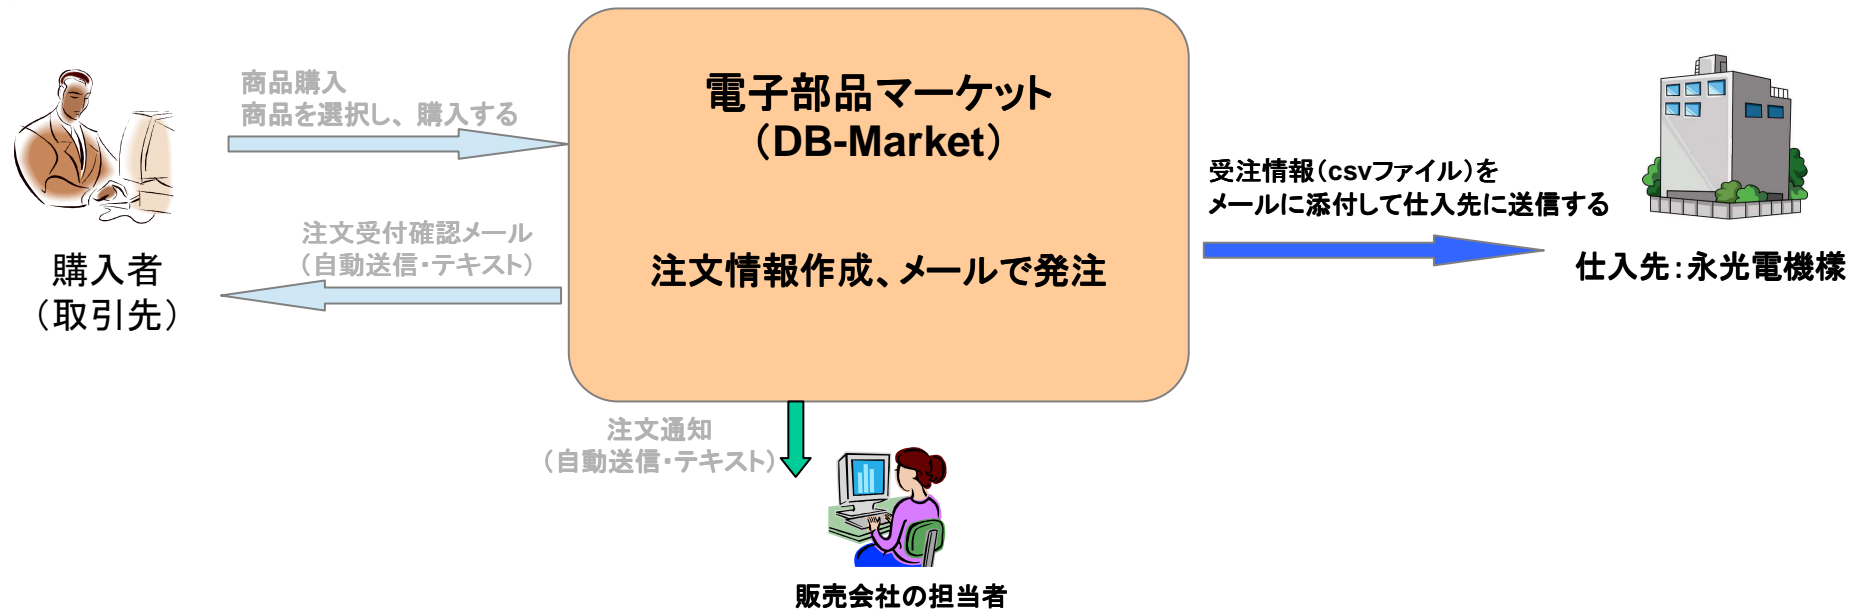 商品購入
商品を選択し、購入する
電子部品マーケット
（DB-Market）
受注情報（csvファイル）を
メールに添付して仕入先に送信する
注文受付確認メール
（自動送信・テキスト）
注文情報作成、メールで発注
購入者
（取引先）
仕入先：永光電機様
注文通知
（自動送信・テキスト）
販売会社の担当者